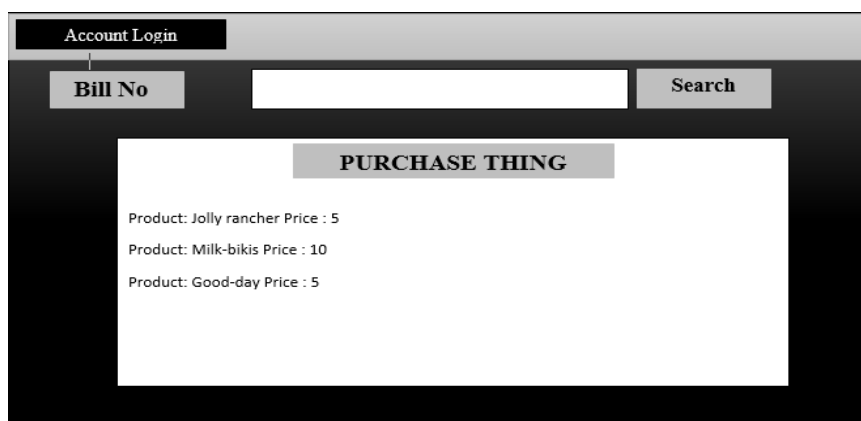 Account Login
Bill No
Search
PURCHASE THING
Product: Jolly rancher Price : 5
Product: Milk-bikis Price : 10
Product: Good-day Price : 5